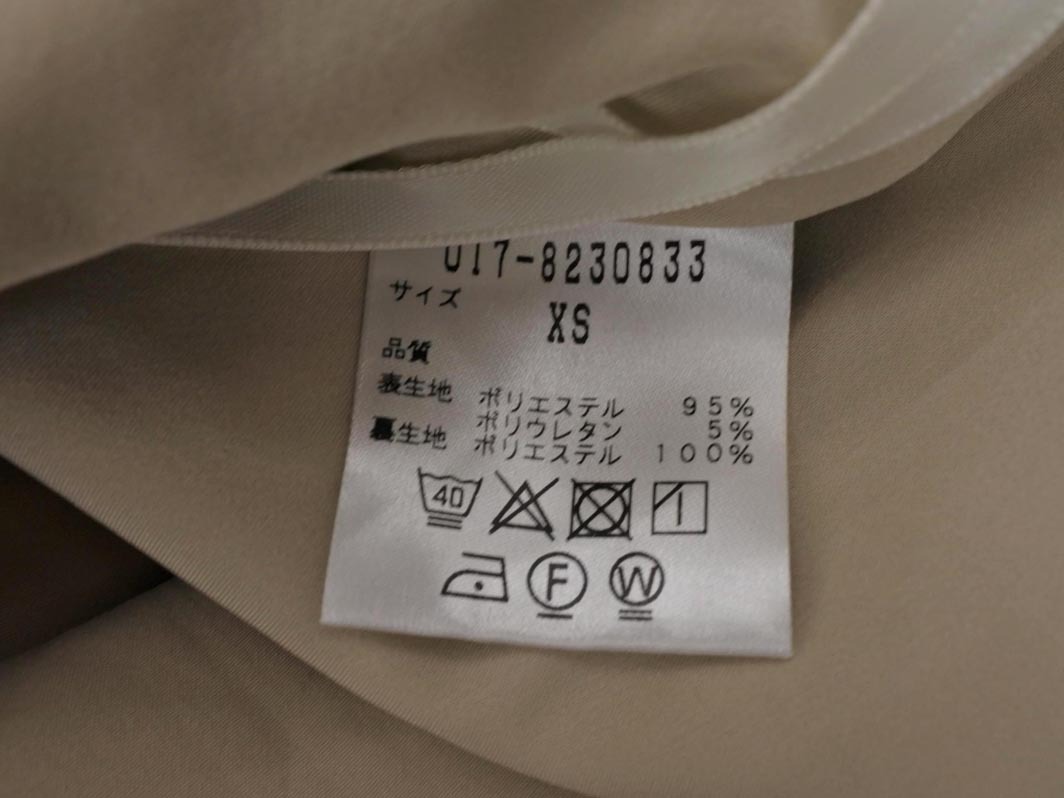 017-8230833
サイズ
XS
品質
表生地 ポリエステル 95%
ポリウレタン 5%
裏生地 ポリエステル 100%
40
F W